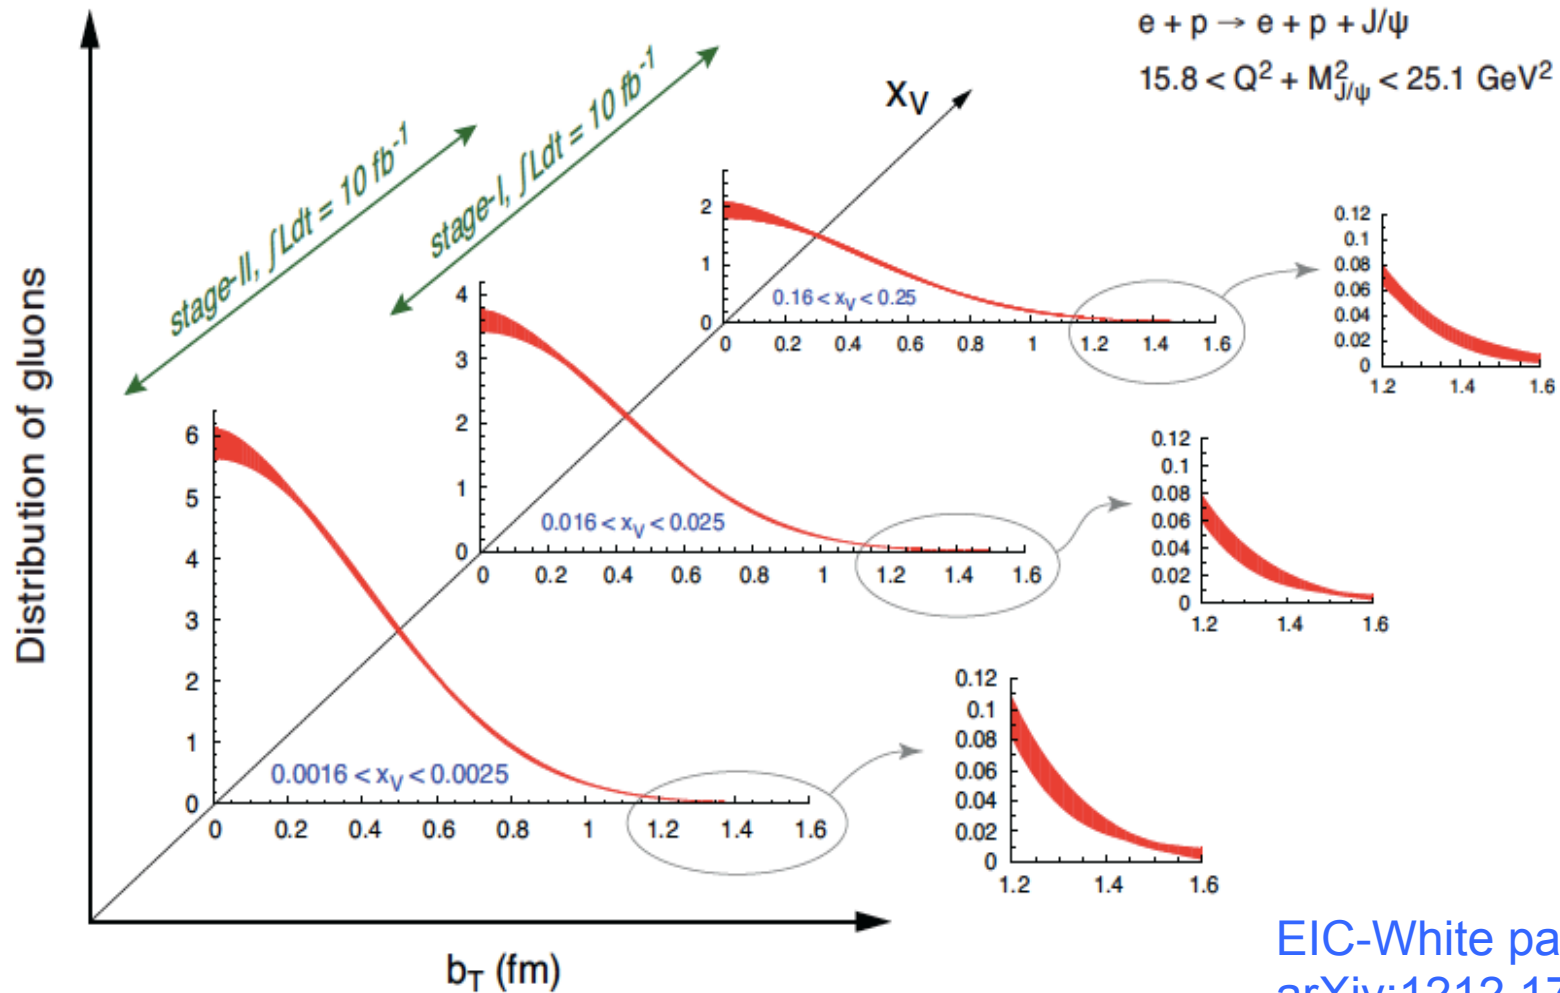 e + p → e + p + J/ψ
15.8 < Q² + M²J/ψ < 25.1 GeV²
xV
stage-II, ∫Ldt = 10 fb⁻¹
stage-I, ∫Ldt = 10 fb⁻¹
Distribution of gluons
2
1
0
0.16 < xV < 0.25
0 0.2 0.4 0.6 0.8 1 1.2 1.4 1.6
0.12
0.1
0.08
0.06
0.04
0.02
0
1.2 1.4 1.6
4
3
2
1
0
0.016 < xV < 0.025
0 0.2 0.4 0.6 0.8 1 1.2 1.4 1.6
0.12
0.1
0.08
0.06
0.04
0.02
0
1.2 1.4 1.6
6
5
4
3
2
1
0
0.0016 < xV < 0.0025
0 0.2 0.4 0.6 0.8 1 1.2 1.4 1.6
0.12
0.1
0.08
0.06
0.04
0.02
0
1.2 1.4 1.6
bT (fm)
EIC-White pa
arXiv:1212.17